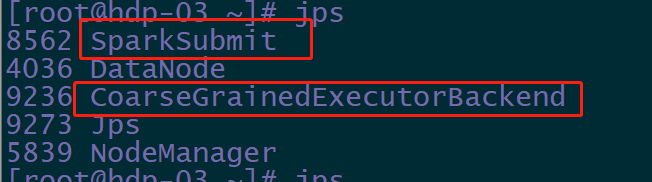 [root@hdp-03 ~]# jps
8562 SparkSubmit
4036 DataNode
9236 CoarseGrainedExecutorBackend
9273 Jps
5839 NodeManager
[root@hdp-03 ~]# jps